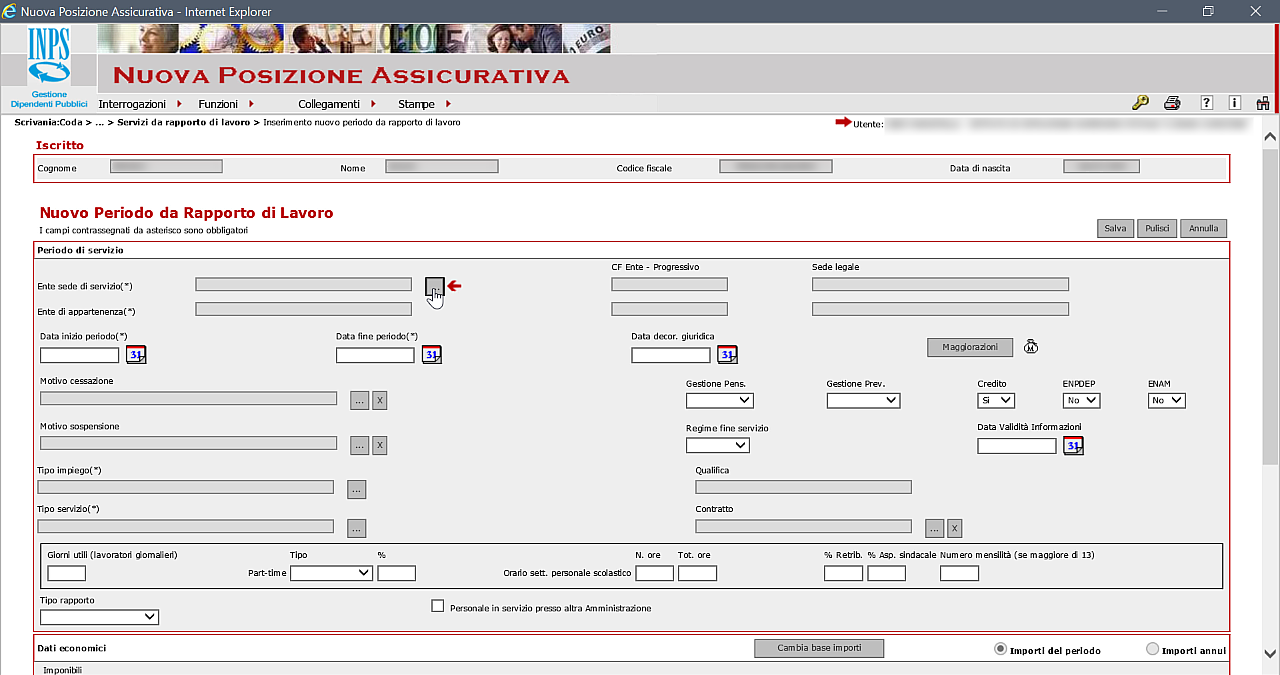 Nuova Posizione Assicurativa - Internet Explorer
INPS
Gestione
Dipendenti Pubblici
NUOVA POSIZIONE ASSICURATIVA
Interrogazioni Funzioni Collegamenti Stampe
Scrivania:Coda > ... > Servizi da rapporto di lavoro > Inserimento nuovo periodo da rapporto di lavoro
Utente:
Iscritto
Cognome Nome Codice fiscale Data di nascita
Nuovo Periodo da Rapporto di Lavoro
I campi contrassegnati da asterisco sono obbligatori
Salva Pulisci Annulla
Periodo di servizio
CF Ente - Progressivo Sede legale
Ente sede di servizio(*)
Ente di appartenenza(*)
Data inizio periodo(*) Data fine periodo(*) Data decor. giuridica
31 31 31 Maggiorazioni M
Motivo cessazione Gestione Pens. Gestione Prev. Credito ENPDEP ENAM
... X Si No No
Motivo sospensione Regime fine servizio Data Validità Informazioni
... X 31
Tipo impiego(*) Qualifica
...
Tipo servizio(*) Contratto
... ... X
Giorni utili (lavoratori giornalieri) Tipo % N. ore Tot. ore % Retrib. % Asp. sindacale Numero mensilità (se maggiore di 13)
Part-time Orario sett. personale scolastico
Tipo rapporto
Personale in servizio presso altra Amministrazione
Dati economici Cambia base importi Importi del periodo Importi annui
Imponibili